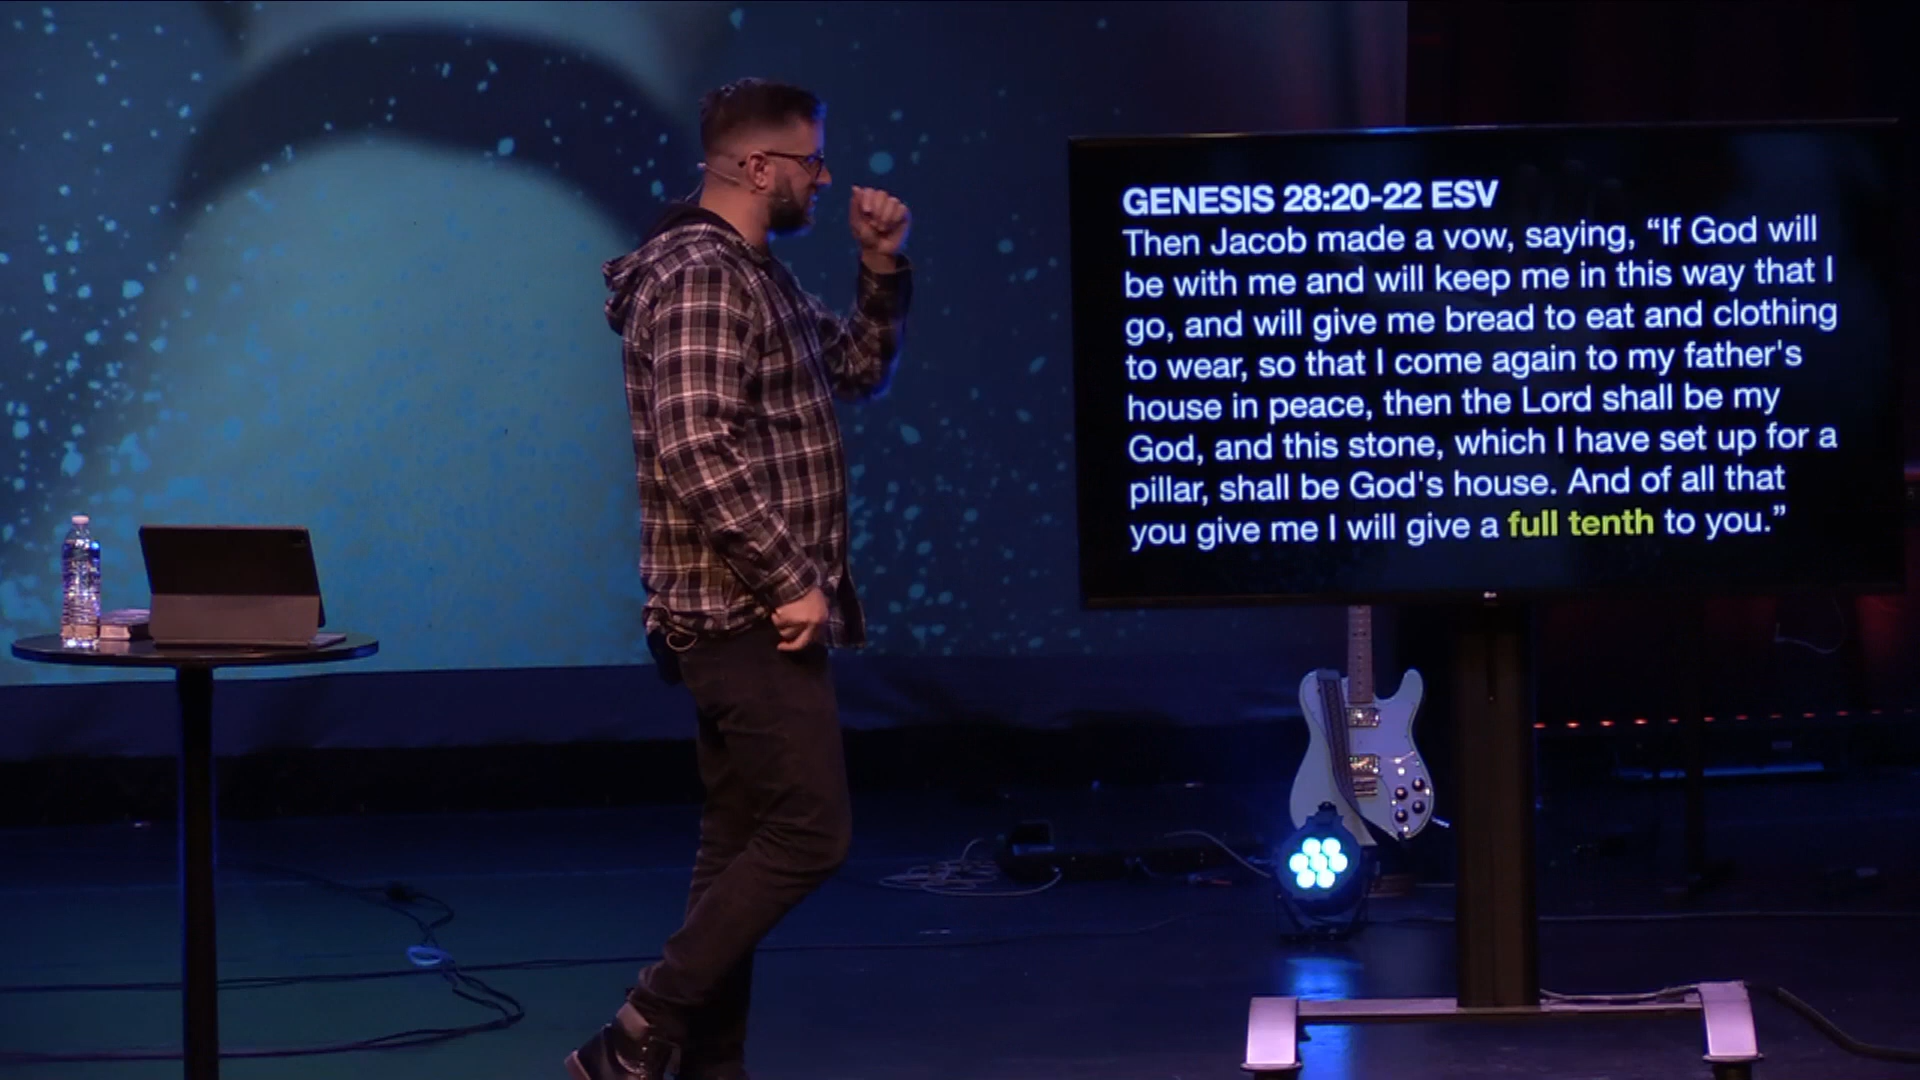 GENESIS 28:20-22 ESV
Then Jacob made a vow, saying, “If God will
be with me and will keep me in this way that I
go, and will give me bread to eat and clothing
to wear, so that I come again to my father's
house in peace, then the Lord shall be my
God, and this stone, which I have set up for a
pillar, shall be God's house. And of all that
you give me I will give a full tenth to you.”